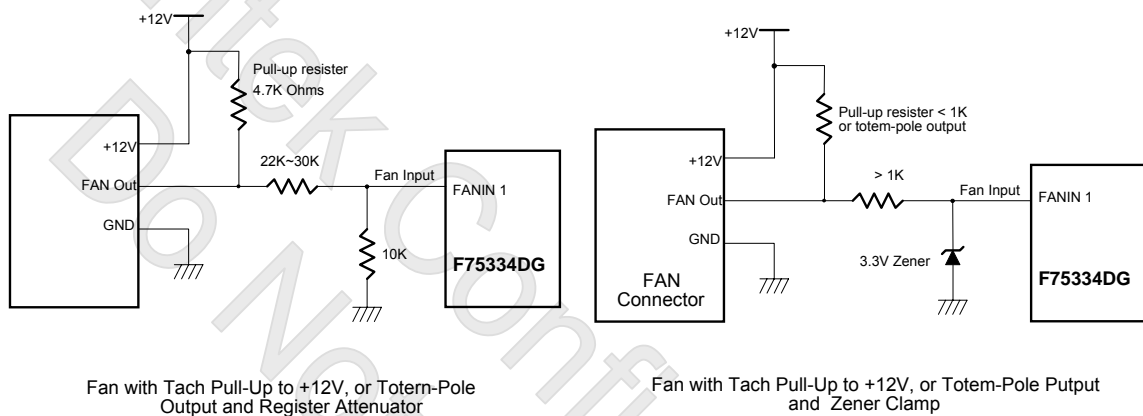 +12V
Pull-up resister
4.7K Ohms
+12V
FAN Out
GND
22K~30K
Fan Input
10K
FANIN 1
F75334DG
Fan with Tach Pull-Up to +12V, or Totern-Pole
Output and Register Attenuator
+12V
Pull-up resister < 1K
or totem-pole output
+12V
FAN Out
GND
FAN
Connector
> 1K
Fan Input
3.3V Zener
FANIN 1
F75334DG
Fan with Tach Pull-Up to +12V, or Totem-Pole Putput
and Zener Clamp